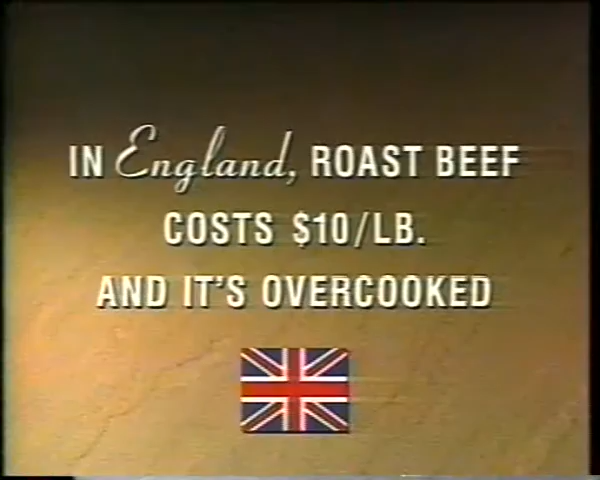 IN England, ROAST BEEF
COSTS $10/LB.
AND IT'S OVERCOOKED